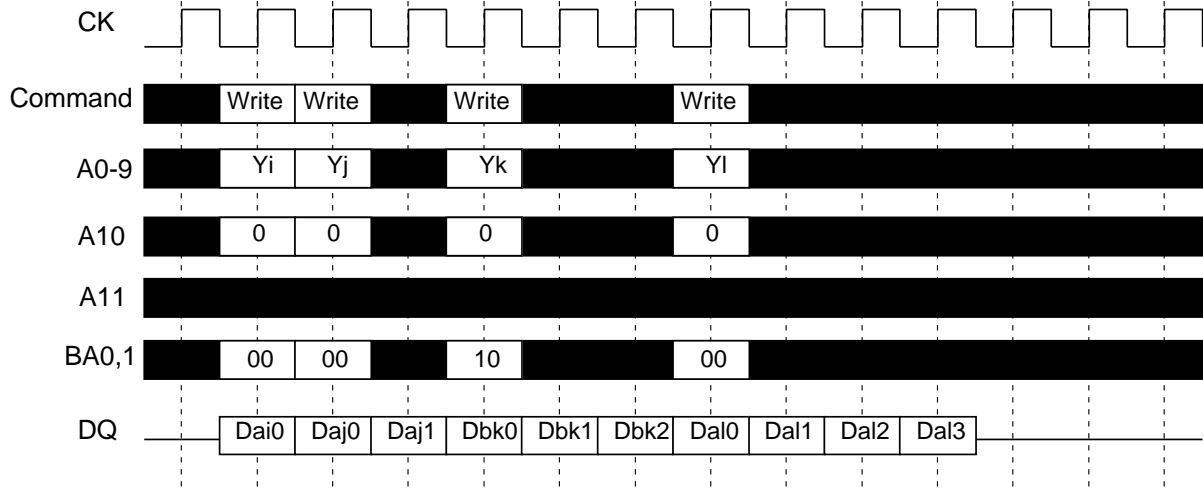 CK
Command Write Write Write Write
A0-9 Yi Yj Yk Yl
A10 0 0 0 0
A11
BA0,1 00 00 10 00
DQ Dai0 Daj0 Daj1 Dbk0 Dbk1 Dbk2 Dal0 Dal1 Dal2 Dal3